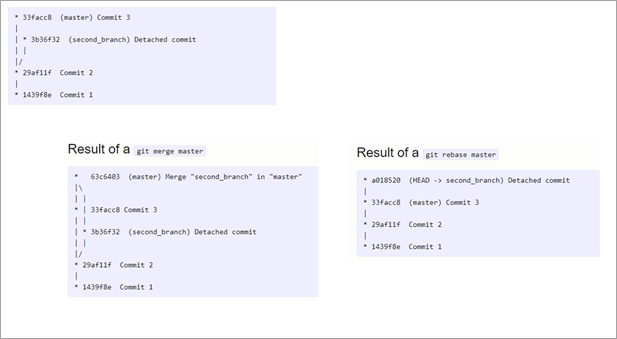 * 33facc8  (master) Commit 3
|
| * 3b36f32  (second_branch) Detached commit
| |
|/
* 29af11f  Commit 2
|
* 1439f8e  Commit 1
Result of a git merge master
*   63c6403  (master) Merge "second_branch" in "master"
|\
| |
* | 33facc8 Commit 3
| |
| * 3b36f32  (second_branch) Detached commit
| |
|/
* 29af11f  Commit 2
|
* 1439f8e  Commit 1
Result of a git rebase master
* a018520  (HEAD -> second_branch) Detached commit
|
* 33facc8  (master) Commit 3
|
* 29af11f  Commit 2
|
* 1439f8e  Commit 1